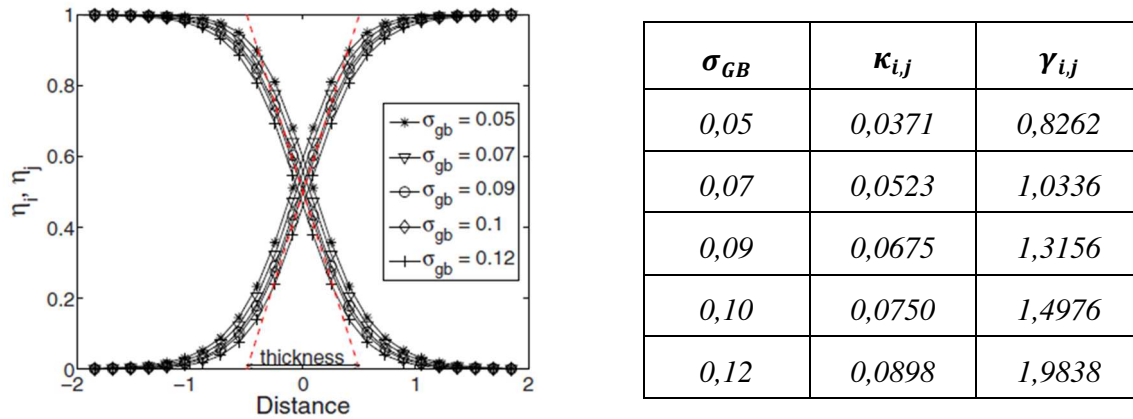 1
0.8
0.6
0.4
0.2
0
ηi, ηj
σgb = 0.05
σgb = 0.07
σgb = 0.09
σgb = 0.1
σgb = 0.12
thickness
−2 −1 0 1 2
Distance
σGB κi,j γi,j
0,05 0,0371 0,8262
0,07 0,0523 1,0336
0,09 0,0675 1,3156
0,10 0,0750 1,4976
0,12 0,0898 1,9838